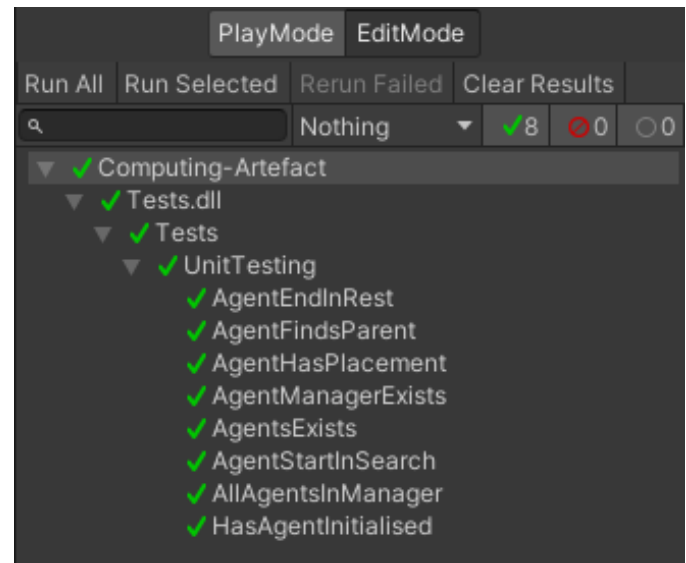 PlayMode EditMode
Run All Run Selected Rerun Failed Clear Results
Nothing 8 0 0
Computing-Artefact
Tests.dll
Tests
UnitTesting
AgentEndInRest
AgentFindsParent
AgentHasPlacement
AgentManagerExists
AgentsExists
AgentStartInSearch
AllAgentsInManager
HasAgentInitialised